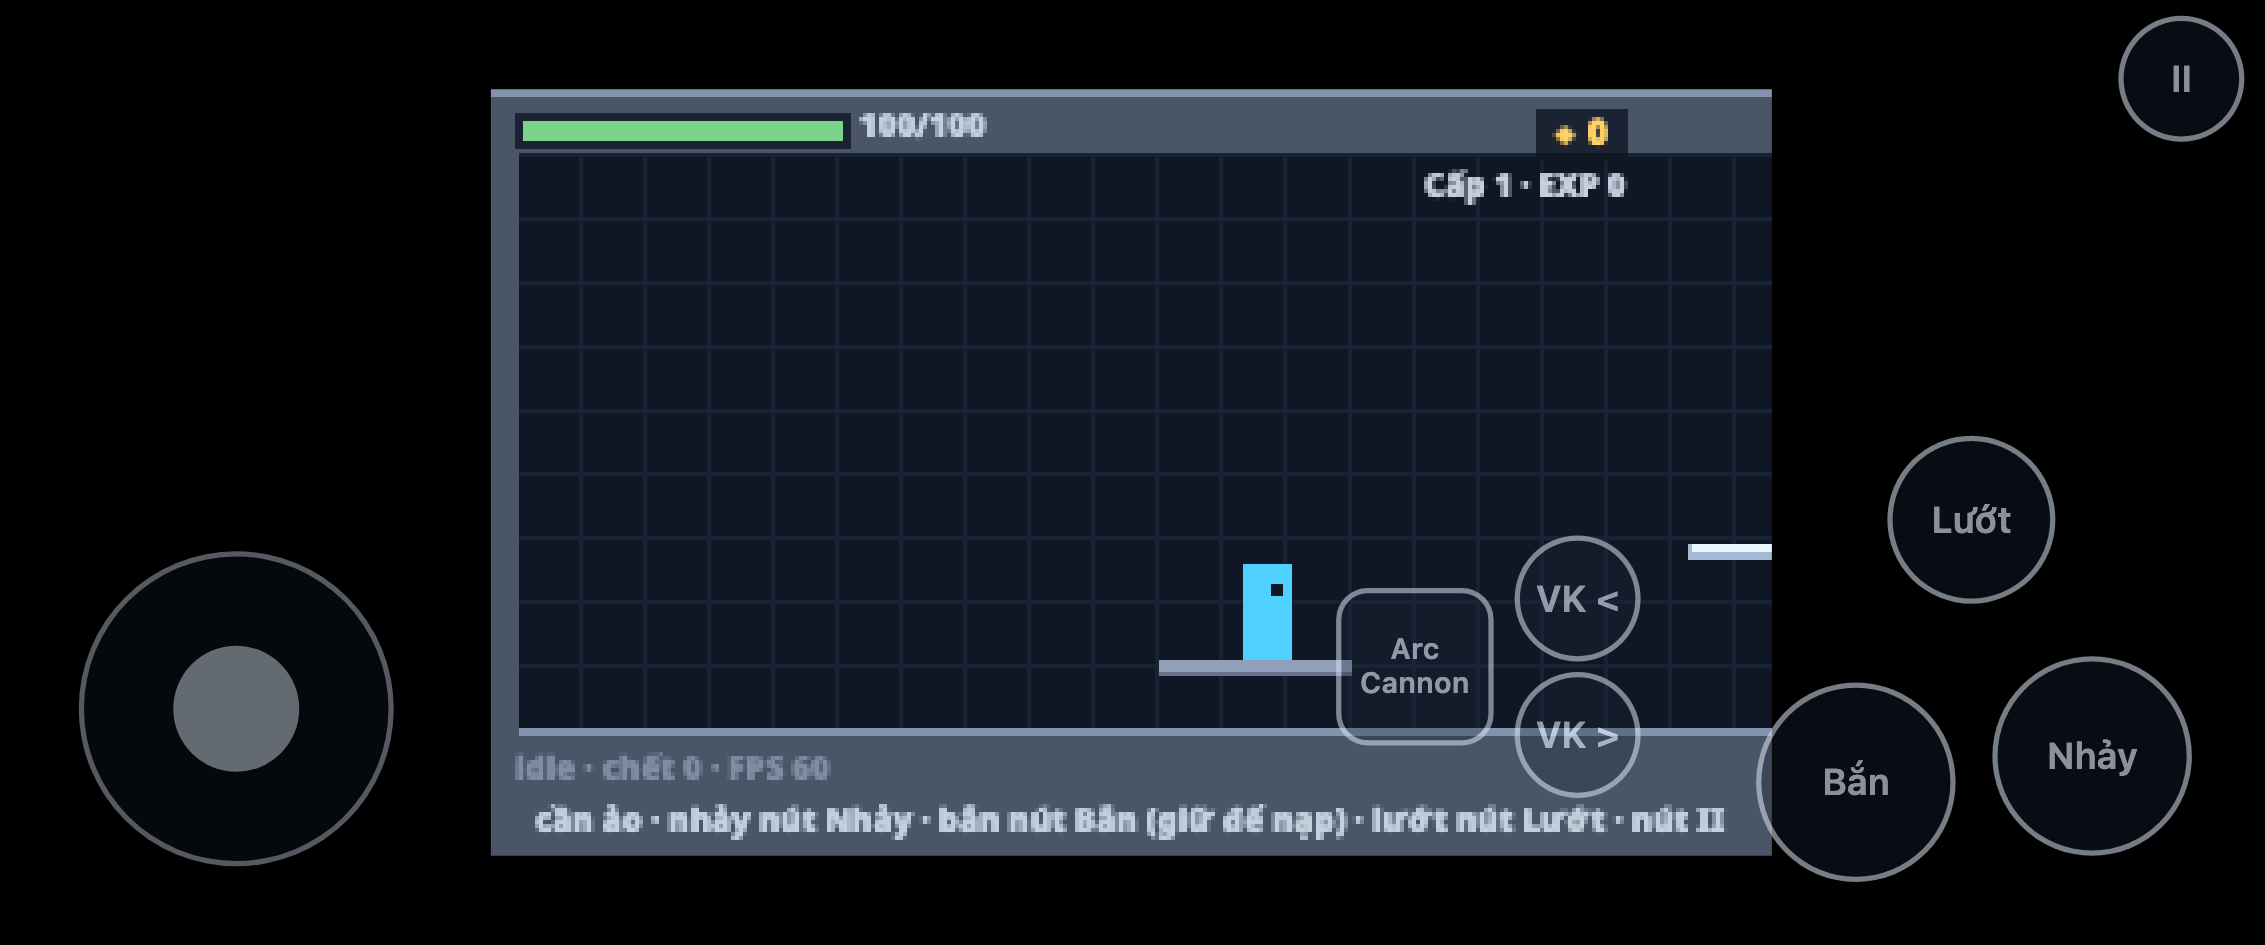 II
100/100
0
Cấp 1 · EXP 0
Lướt
VK <
Arc
Cannon
VK >
Bắn
Nhảy
Idle · chết 0 · FPS 60
cần ảo · nhảy nút Nhảy · bắn nút Bắn (giữ để nạp) · lướt nút Lướt · nút II